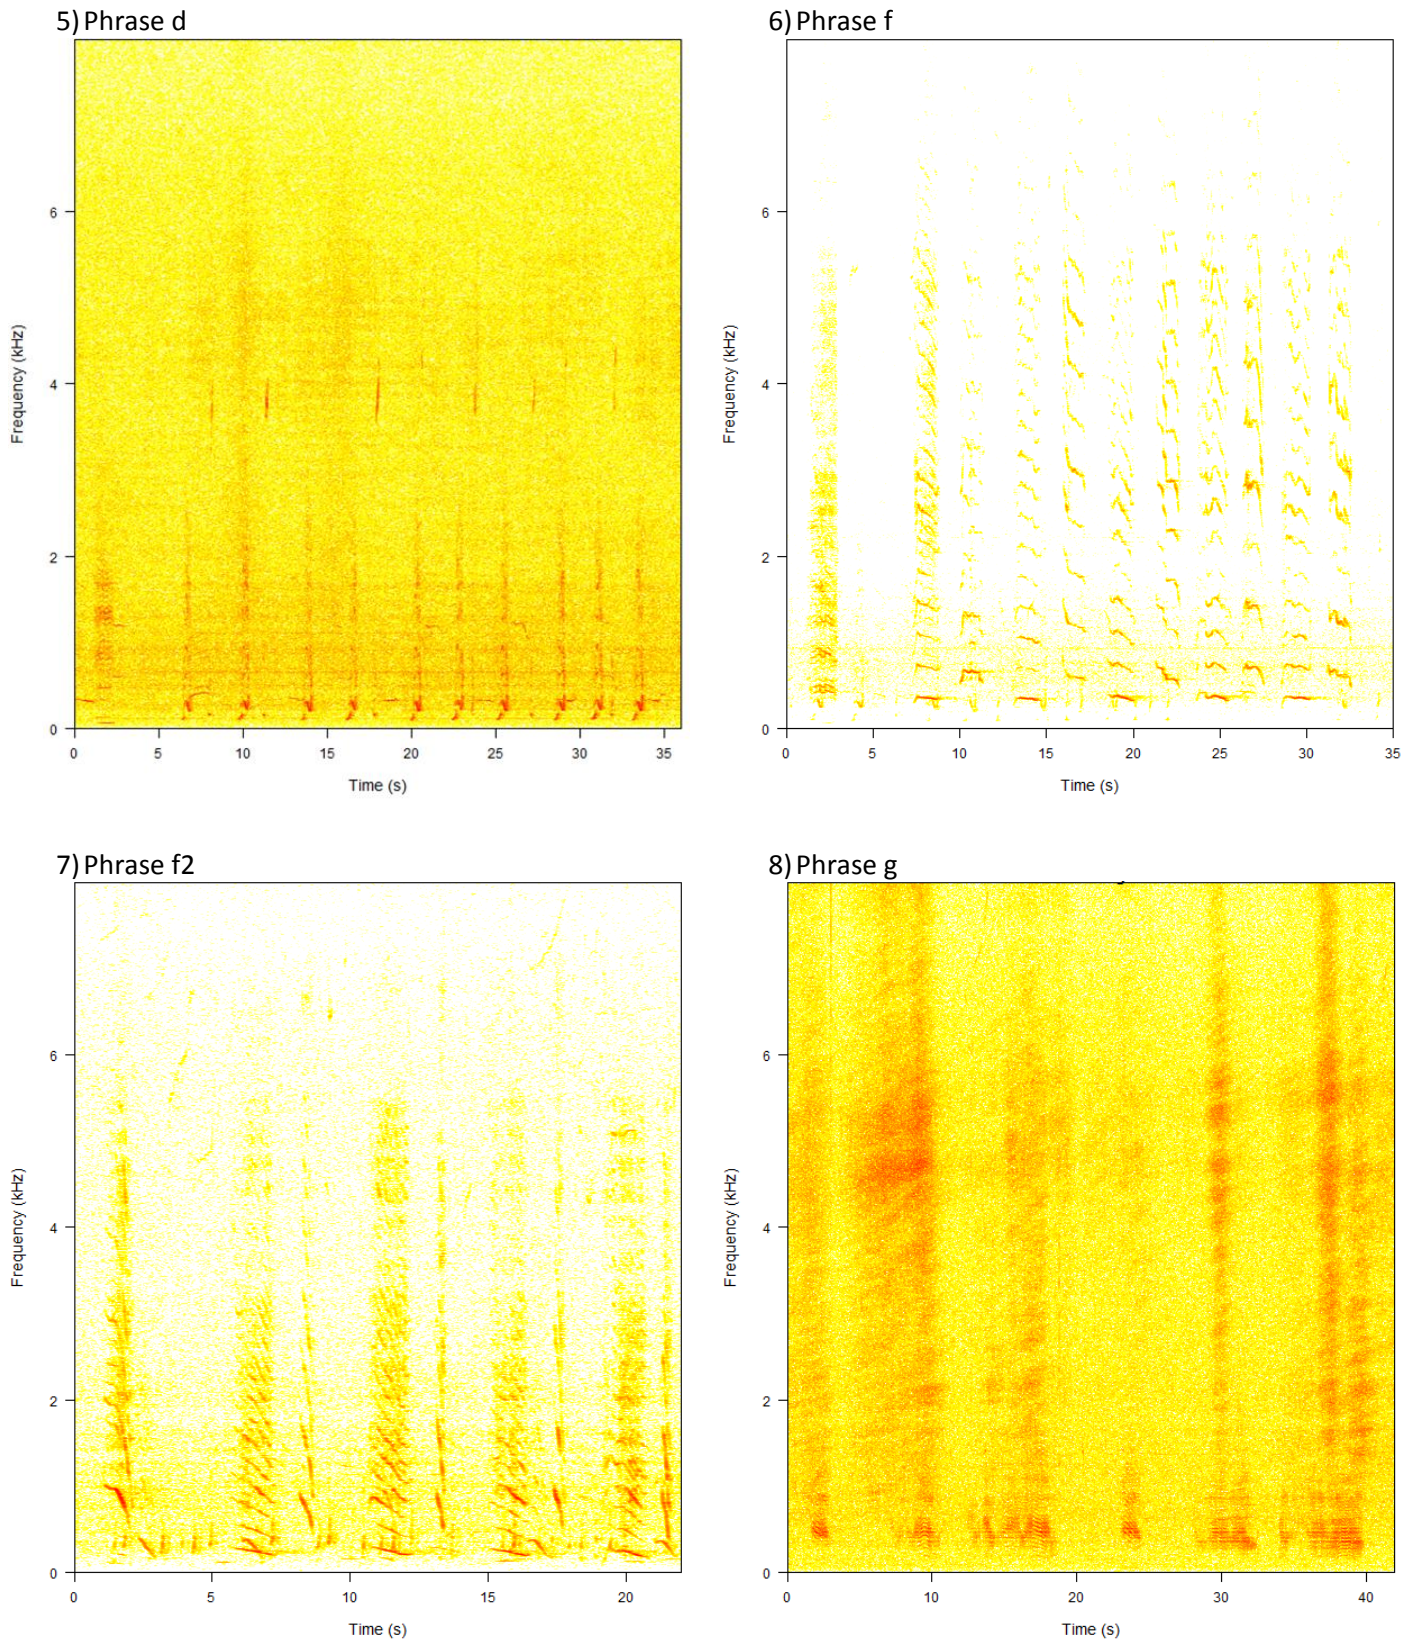 5) Phrase d
6) Phrase f
Frequency (kHz)
6
4
2
0
0 5 10 15 20 25 30 35
Time (s)
Frequency (kHz)
6
4
2
0
0 5 10 15 20 25 30 35
Time (s)
7) Phrase f2
8) Phrase g
Frequency (kHz)
6
4
2
0
0 5 10 15 20
Time (s)
Frequency (kHz)
6
4
2
0
0 10 20 30 40
Time (s)